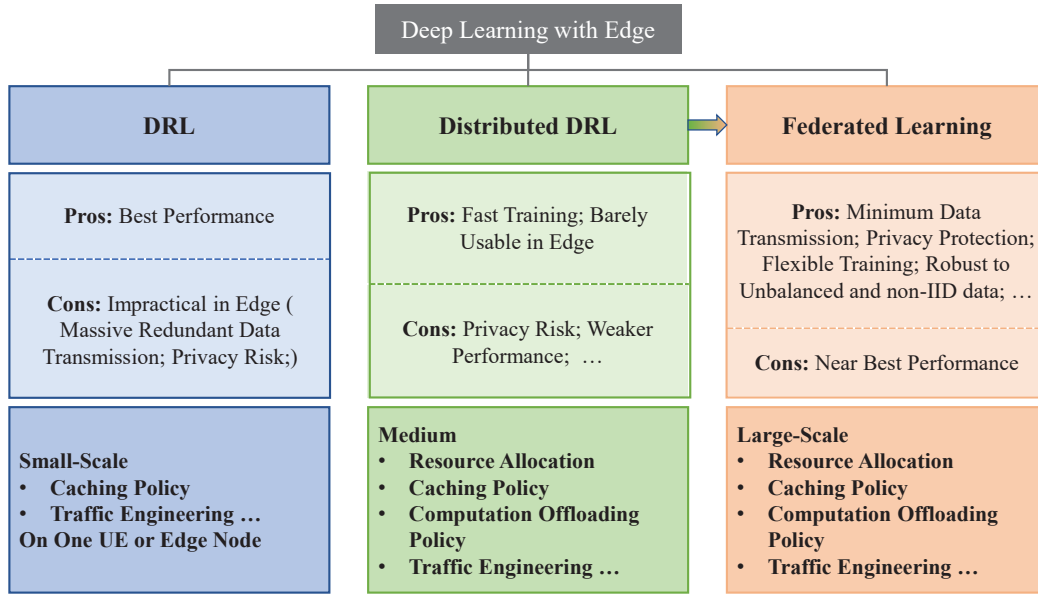 Deep Learning with Edge
DRL
Pros: Best Performance
Cons: Impractical in Edge (
Massive Redundant Data
Transmission; Privacy Risk;)
Small-Scale
• Caching Policy
• Traffic Engineering …
On One UE or Edge Node
Distributed DRL
Pros: Fast Training; Barely
Usable in Edge
Cons: Privacy Risk; Weaker
Performance; …
Medium
• Resource Allocation
• Caching Policy
• Computation Offloading
Policy
• Traffic Engineering …
Federated Learning
Pros: Minimum Data
Transmission; Privacy Protection;
Flexible Training; Robust to
Unbalanced and non-IID data; …
Cons: Near Best Performance
Large-Scale
• Resource Allocation
• Caching Policy
• Computation Offloading
Policy
• Traffic Engineering …